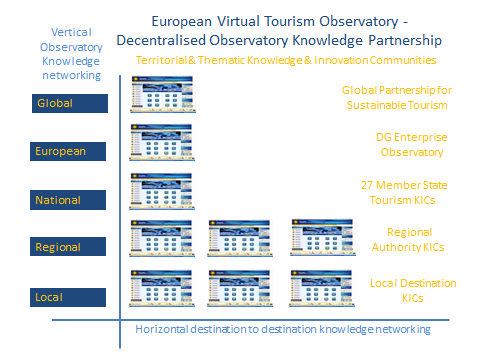 European Virtual Tourism Observatory -
Decentralised Observatory Knowledge Partnership
Vertical
Observatory
Knowledge
networking
Territorial & Thematic Knowledge & Innovation Communities
Global
Global Partnership for
Sustainable Tourism
European
DG Enterprise
Observatory
National
27 Member State
Tourism KICs
Regional
Regional
Authority KICs
Local
Local Destination
KICs
Horizontal destination to destination knowledge networking